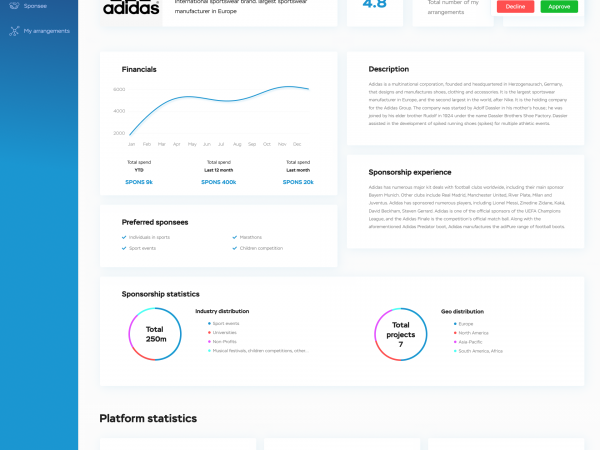 Sponsee
My arrangements
adidas
International sportswear brand. largest sportswear
manufacturer in Europe
4.8
Total number of my
arrangements
Decline
Approve
Financials
6000
4000
2000
Jan Feb Mar Apr May Jun Jul Aug Sep Oct Nov Dec
Total spend
YTD
SPONS 9k
Total spend
Last 12 month
SPONS 400k
Total spend
Last month
SPONS 20k
Description
Adidas is a multinational corporation, founded and headquartered in Herzogenaurach, Germany,
that designs and manufactures shoes, clothing and accessories. It is the largest sportswear
manufacturer in Europe, and the second largest in the world, after Nike. It is the holding company
for the Adidas Group. The company was started by Adolf Dassler in his mother's house; he was
joined by his elder brother Rudolf in 1924 under the name Dassler Brothers Shoe Factory. Dassler
assisted in the development of spiked running shoes (spikes) for multiple athletic events.
Sponsorship experience
Adidas has numerous major kit deals with football clubs worldwide, including their main sponsor
Bayern Munich. Other clubs include Real Madrid, Manchester United, River Plate, Milan and
Juventus. Adidas has sponsored numerous players, including Lionel Messi, Zinedine Zidane, Kaká,
David Beckham, Steven Gerrard. Adidas is one of the official sponsors of the UEFA Champions
League, and the Adidas Finale is the competition's official match ball. Along with the
aforementioned Adidas Predator boot, Adidas manufactures the adiPure range of football boots.
Preferred sponsees
Individuals in sports
Marathons
Sport events
Children competition
Sponsorship statistics
Total
250m
Industry distribution
Sport events
Universities
Non-Profits
Musical festivals, children competitions, other...
Total
projects
7
Geo distribution
Europe
North America
Asia Pacific
South America, Africa
Platform statistics